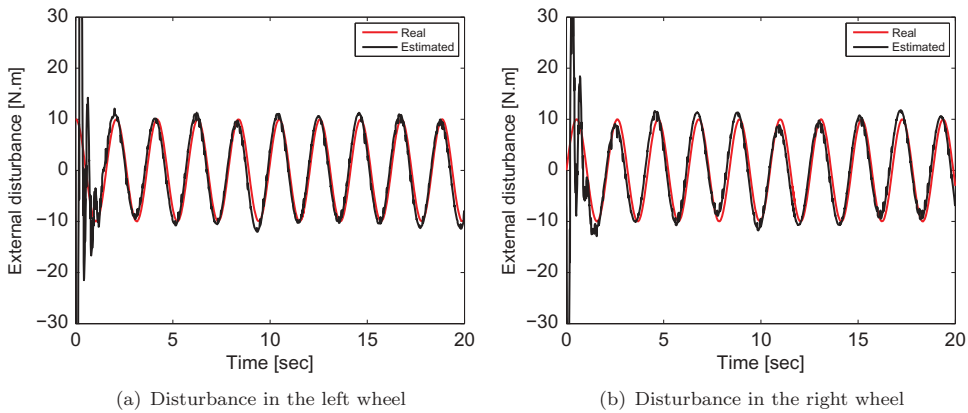 30
20
10
0
−10
−20
−30
External disturbance [N.m]
Real
Estimated
0
5
10
15
20
Time [sec]
(a) Disturbance in the left wheel
30
20
10
0
−10
−20
−30
External disturbance [N.m]
Real
Estimated
0
5
10
15
20
Time [sec]
(b) Disturbance in the right wheel